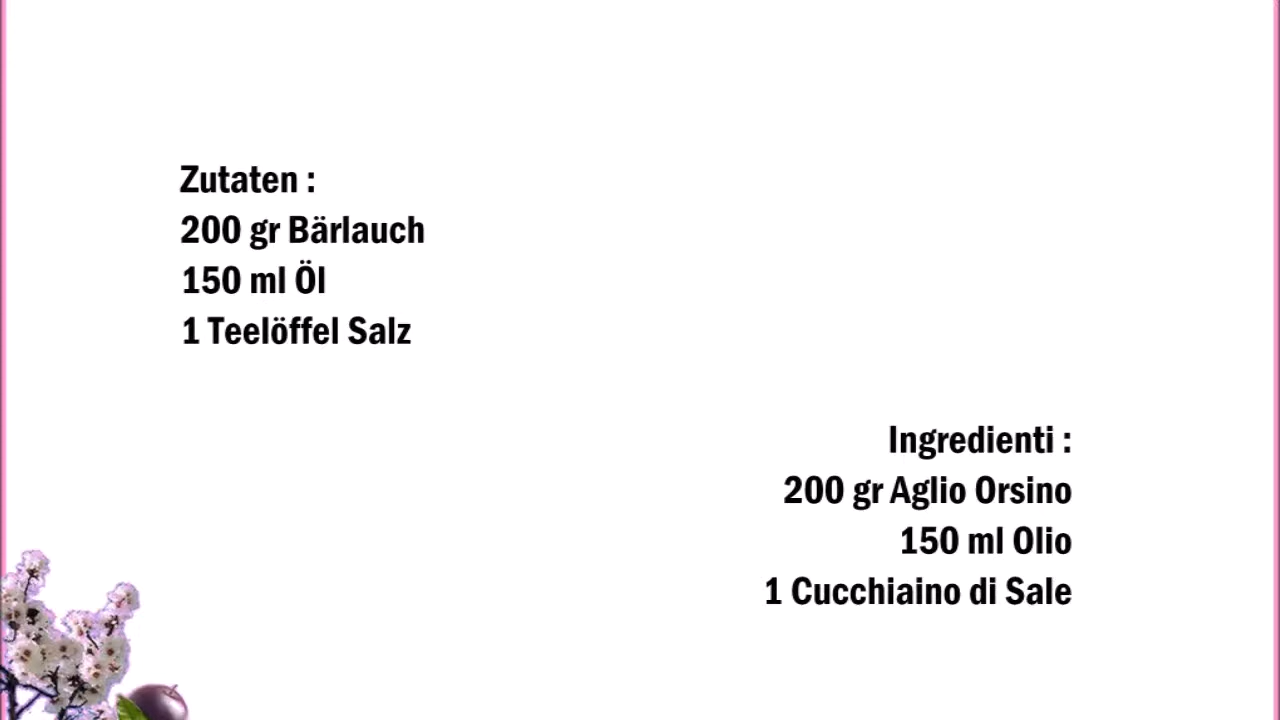 Zutaten :
200 gr Bärlauch
150 ml Öl
1 Teelöffel Salz
Ingredienti :
200 gr Aglio Orsino
150 ml Olio
1 Cucchiaino di Sale